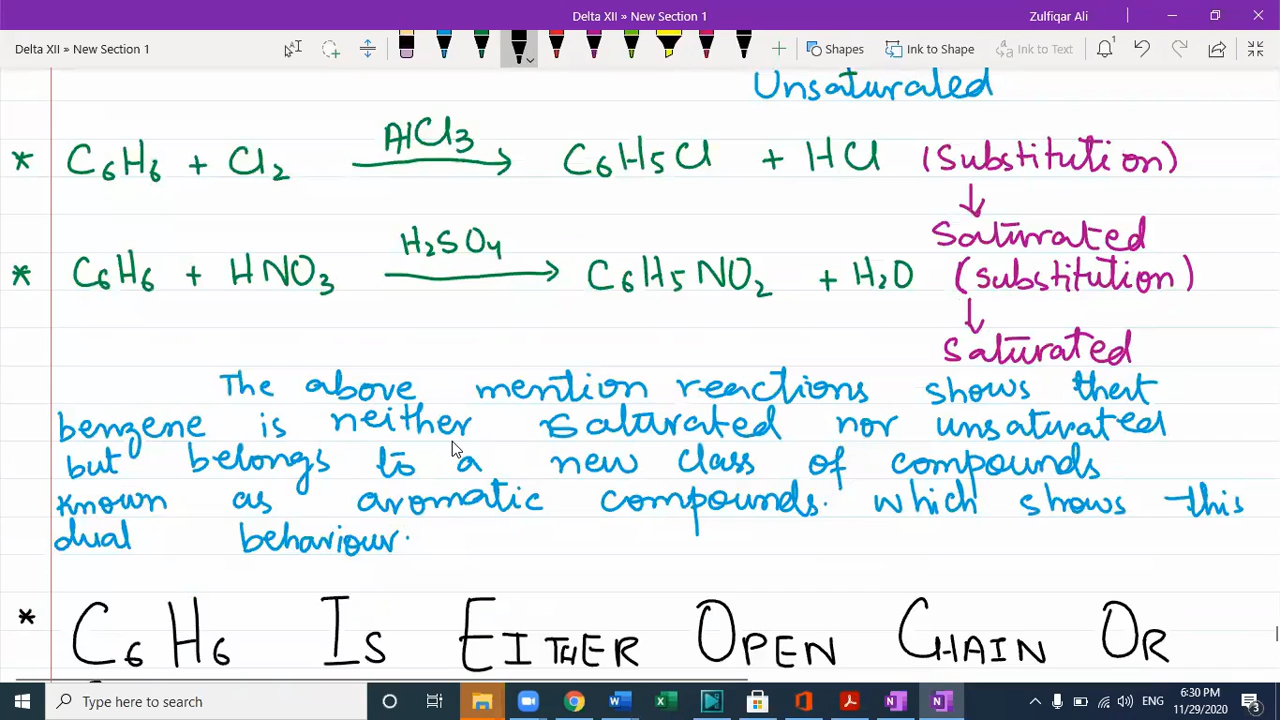 Delta XII » New Section 1
Zulfiqar Ali
Delta XII » New Section 1
Shapes
Ink to Shape
Ink to Text
Unsaturated
* C6H6 + Cl2 AlCl3 C6H5Cl + HCl (Substitution)
Saturated
* C6H6 + HNO3 H2SO4 C6H5NO2 + H2O (substitution)
Saturated
The above mention reactions shows that
benzene is neither saturated nor unsaturated
but belongs to a new class of compounds
known as aromatic compounds. which shows this
dual behaviour.
* C6H6 IS EITHER OPEN CHAIN OR
Type here to search
ENG
6:30 PM
11/29/2020
3